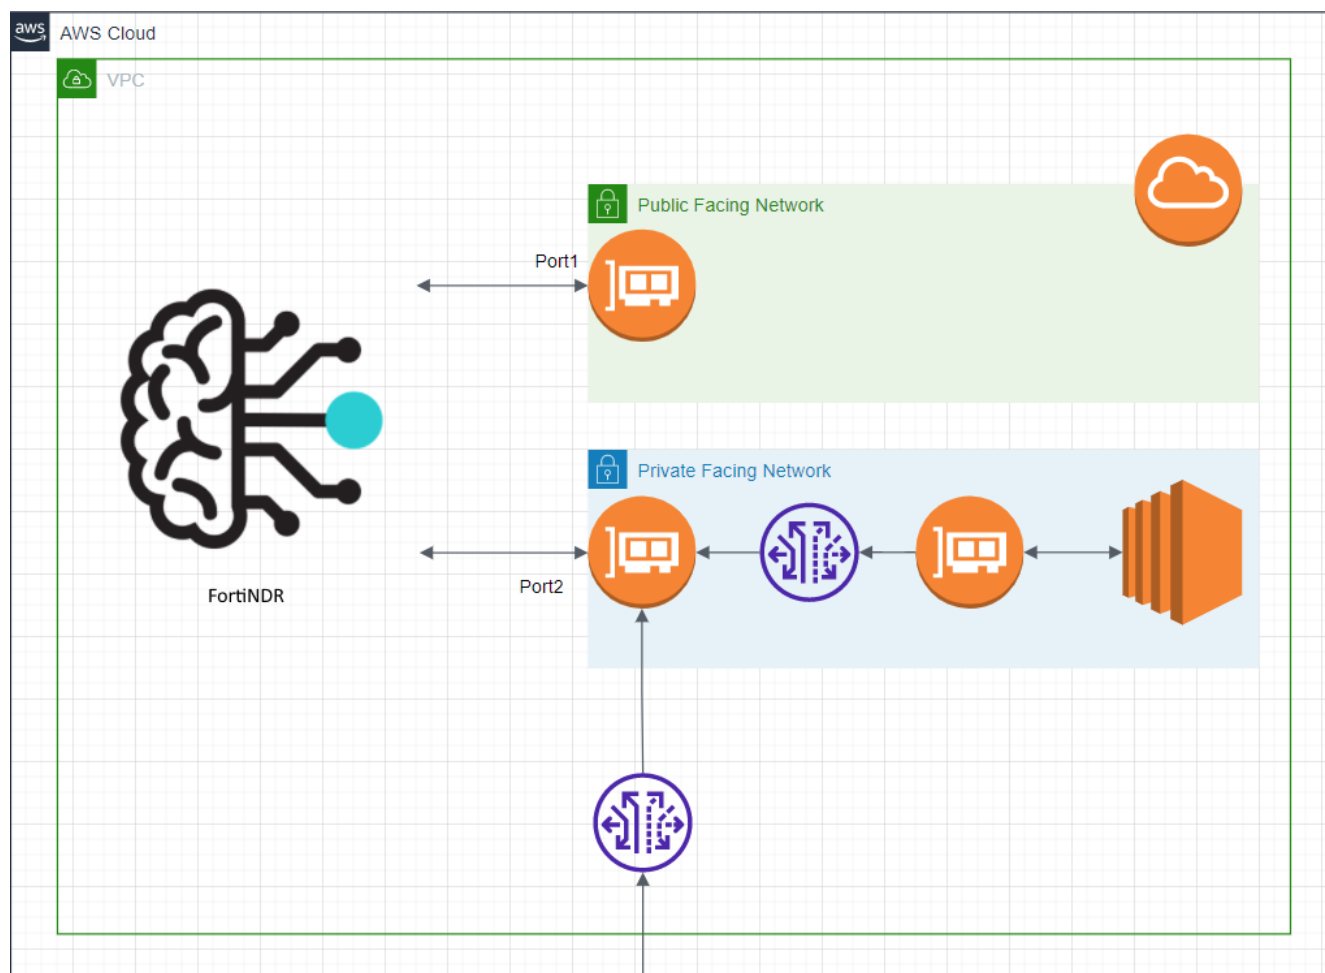 aws
AWS Cloud
VPC
Public Facing Network
Port1
Private Facing Network
Port2
FortiNDR